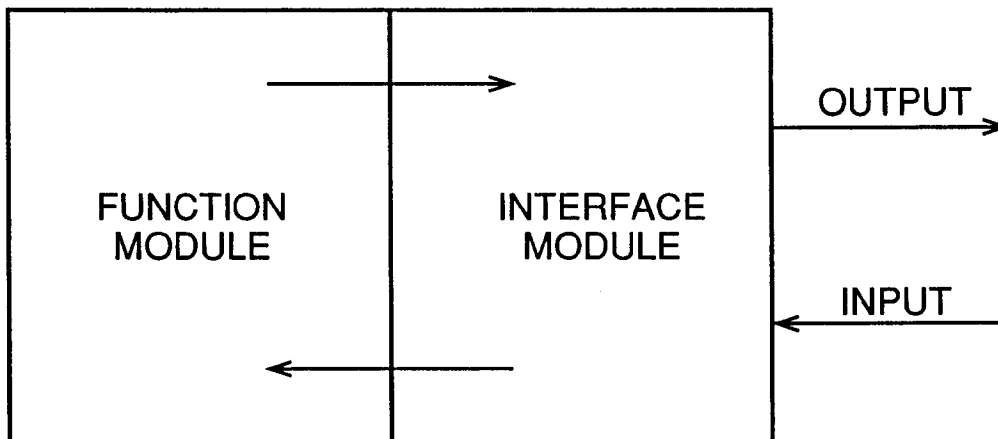 FUNCTION
MODULE
INTERFACE
MODULE
OUTPUT
INPUT